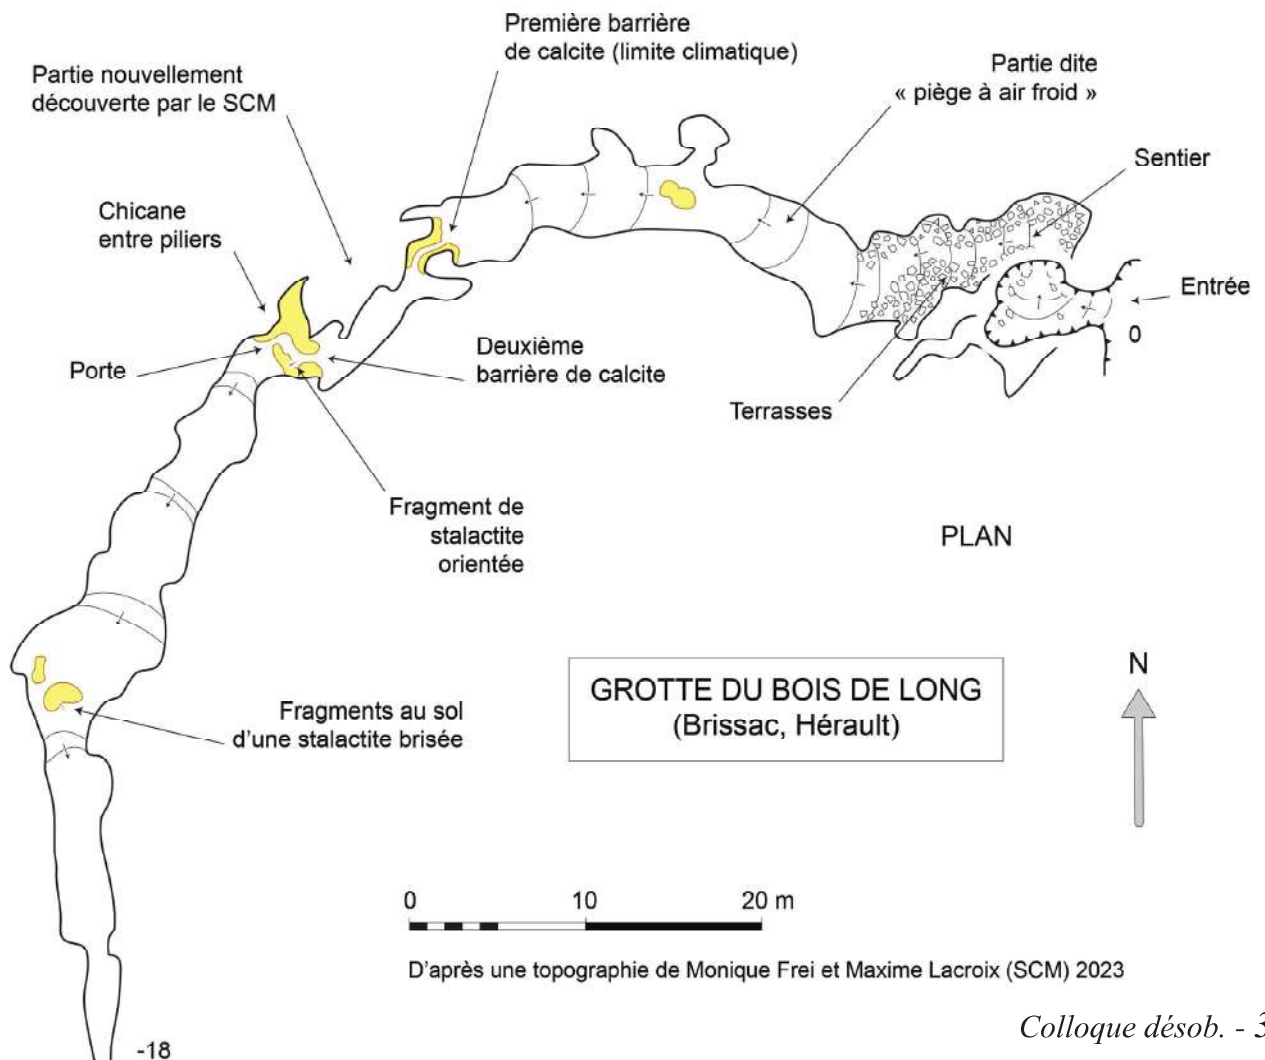 Première barrière
de calcite (limite climatique)
Partie nouvellement
découverte par le SCM
Partie dite
« piège à air froid »
Sentier
Chicane
entre piliers
Entrée
0
Porte
Deuxième
barrière de calcite
Terrasses
Fragment de
stalactite
orientée
PLAN
N
GROTTE DU BOIS DE LONG
(Brissac, Hérault)
Fragments au sol
d'une stalactite brisée
0 10 20 m
D'après une topographie de Monique Frei et Maxime Lacroix (SCM) 2023
Colloque désob. - 3
-18